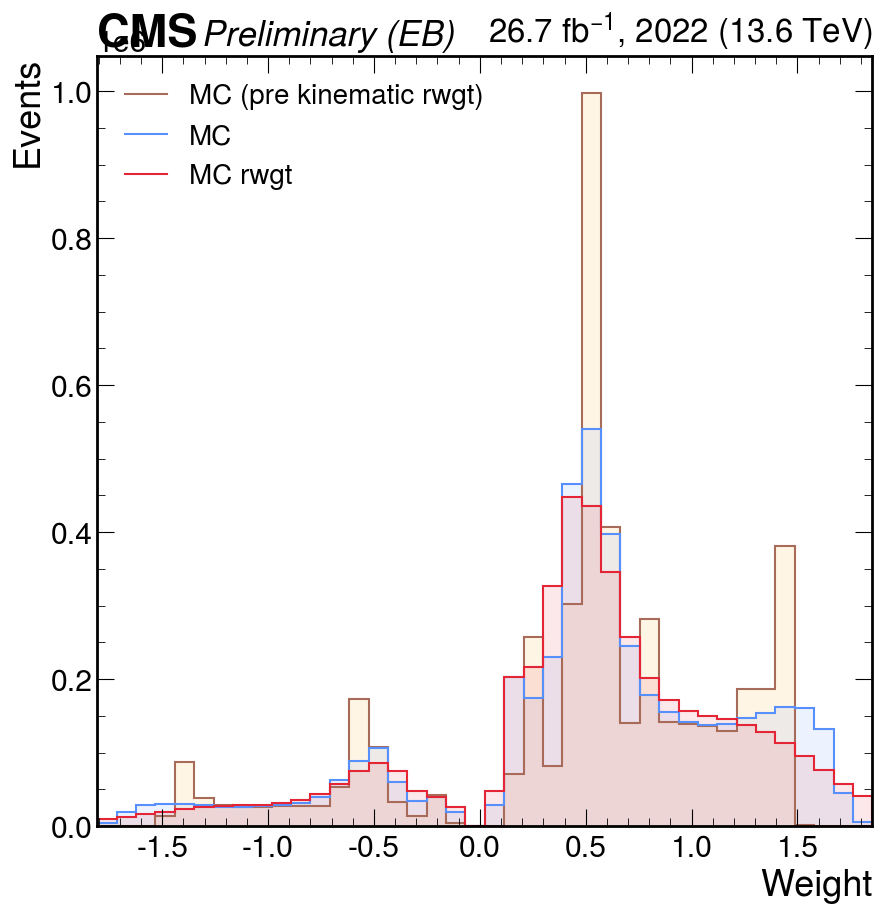 CMS Preliminary (EB) 26.7 fb⁻¹, 2022 (13.6 TeV)
1e6
Events
MC (pre kinematic rwgt)
MC
MC rwgt
1.0
0.8
0.6
0.4
0.2
0.0
-1.5 -1.0 -0.5 0.0 0.5 1.0 1.5
Weight